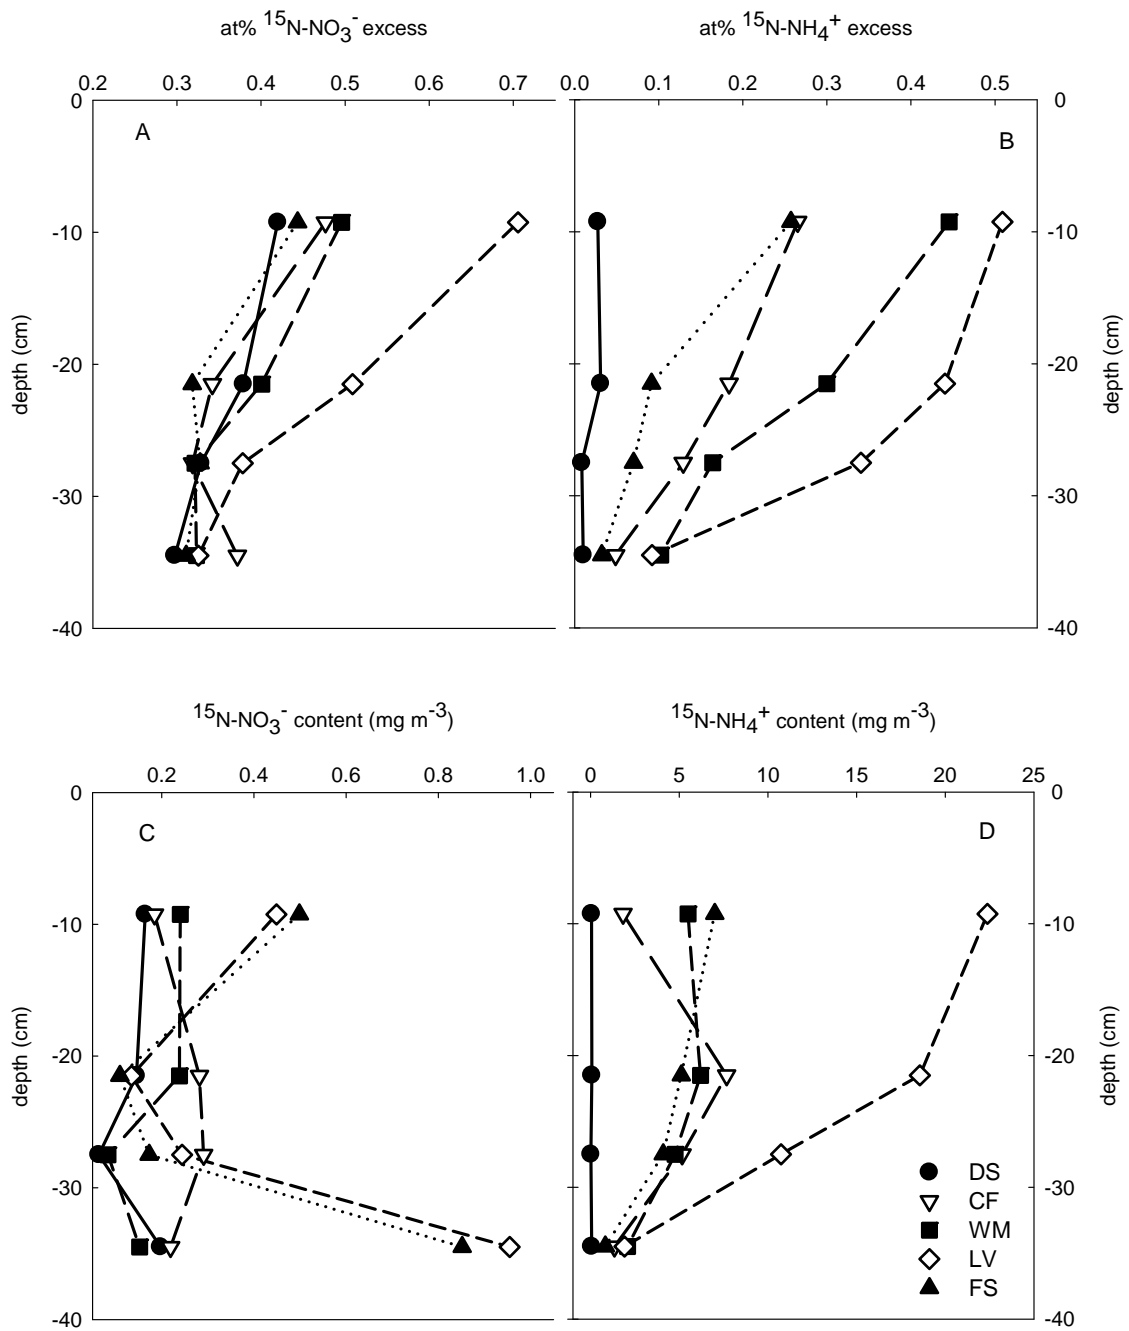 at% ¹⁵N-NO₃⁻ excess at% ¹⁵N-NH₄⁺ excess
0.2 0.3 0.4 0.5 0.6 0.7 0.0 0.1 0.2 0.3 0.4 0.5
0 0
A B
-10 -10
depth (cm) depth (cm)
-20 -20
-30 -30
-40 -40
¹⁵N-NO₃⁻ content (mg m⁻³) ¹⁵N-NH₄⁺ content (mg m⁻³)
0.2 0.4 0.6 0.8 1.0 0 5 10 15 20 25
0 0
C D
-10 -10
depth (cm) depth (cm)
-20 -20
DS
-30 -30
CF
WM
LV
FS
-40 -40